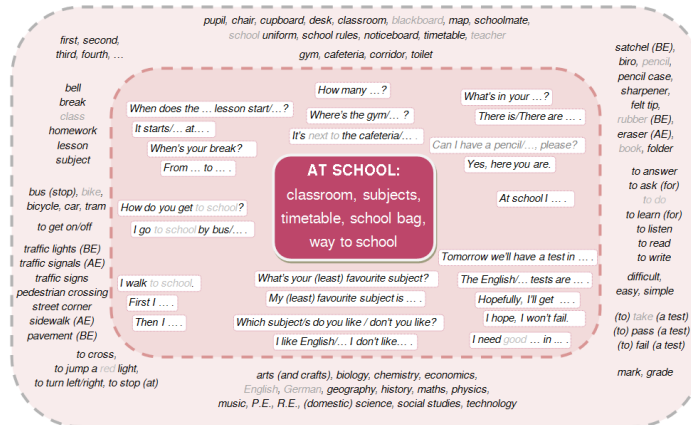 pupil, chair, cupboard, desk, classroom, blackboard, map, schoolmate,
school uniform, school rules, noticeboard, timetable, teacher
gym, cafeteria, corridor, toilet
first, second,
third, fourth, …
bell
break
class
homework
lesson
subject
bus (stop), bike,
bicycle, car, tram
to get on/off
traffic lights (BE)
traffic signals (AE)
traffic signs
pedestrian crossing
street corner
sidewalk (AE)
pavement (BE)
to cross,
to jump a red light,
to turn left/right, to stop (at)
How many …?
When does the … lesson start/…?
It starts/… at… .
When's your break?
From … to … .
Where's the gym/… ?
It's next to the cafeteria/… .
What's in your …?
There is/There are … .
Can I have a pencil/…, please?
Yes, here you are.
AT SCHOOL:
classroom, subjects,
timetable, school bag,
way to school
How do you get to school?
I go to school by bus/… .
I walk to school.
First I … .
Then I … .
At school I … .
Tomorrow we'll have a test in … .
The English/… tests are … .
Hopefully, I'll get … .
I hope, I won't fail.
I need good … in … .
What's your (least) favourite subject?
My (least) favourite subject is … .
Which subject/s do you like / don't you like?
I like English/… I don't like… .
satchel (BE),
biro, pencil,
pencil case,
sharpener,
felt tip,
rubber (BE),
eraser (AE),
book, folder
to answer
to ask (for)
to do
to learn (for)
to listen
to read
to write
difficult,
easy, simple
(to) take (a test)
(to) pass (a test)
(to) fail (a test)
mark, grade
arts (and crafts), biology, chemistry, economics,
English, German, geography, history, maths, physics,
music, P.E., R.E., (domestic) science, social studies, technology